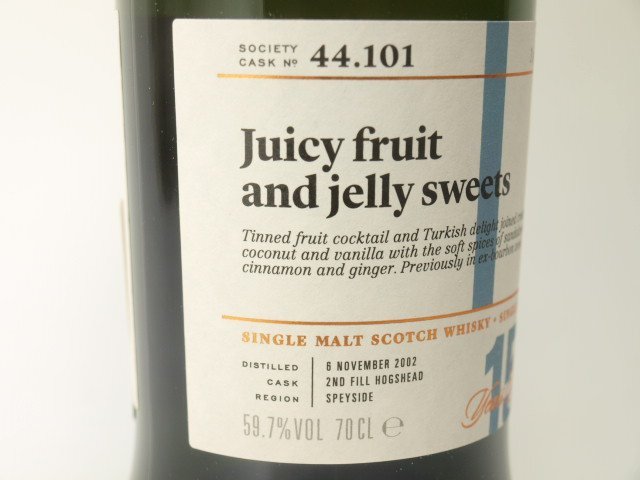 SOCIETY
CASK Nº 44.101
Juicy fruit
and jelly sweets
Tinned fruit cocktail and Turkish delight joined
coconut and vanilla with the soft spices of
cinnamon and ginger. Previously in ex-bourbon
SINGLE MALT SCOTCH WHISKY •
DISTILLED 6 NOVEMBER 2002
CASK 2ND FILL HOGSHEAD
REGION SPEYSIDE
59.7%VOL 70CL ℮